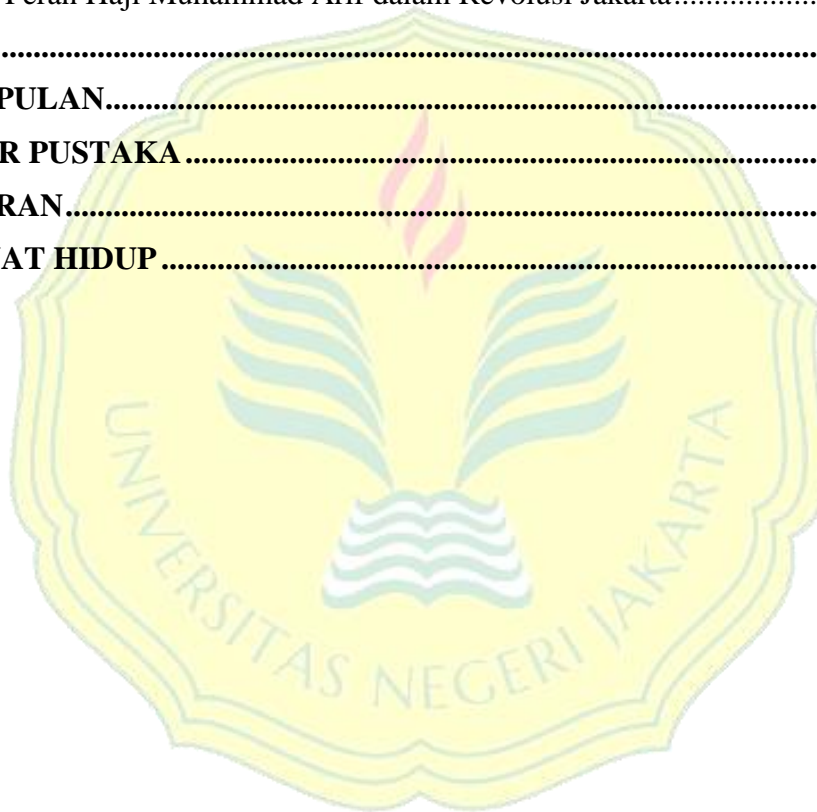 Peran Haji Muhammad Arif dalam Revolusi Jakarta...................
................................................................................................
PULAN.........................................................................................
R PUSTAKA...............................................................................
RAN..............................................................................................
AT HIDUP..................................................................................
UNIVERSITAS NEGERI JAKARTA